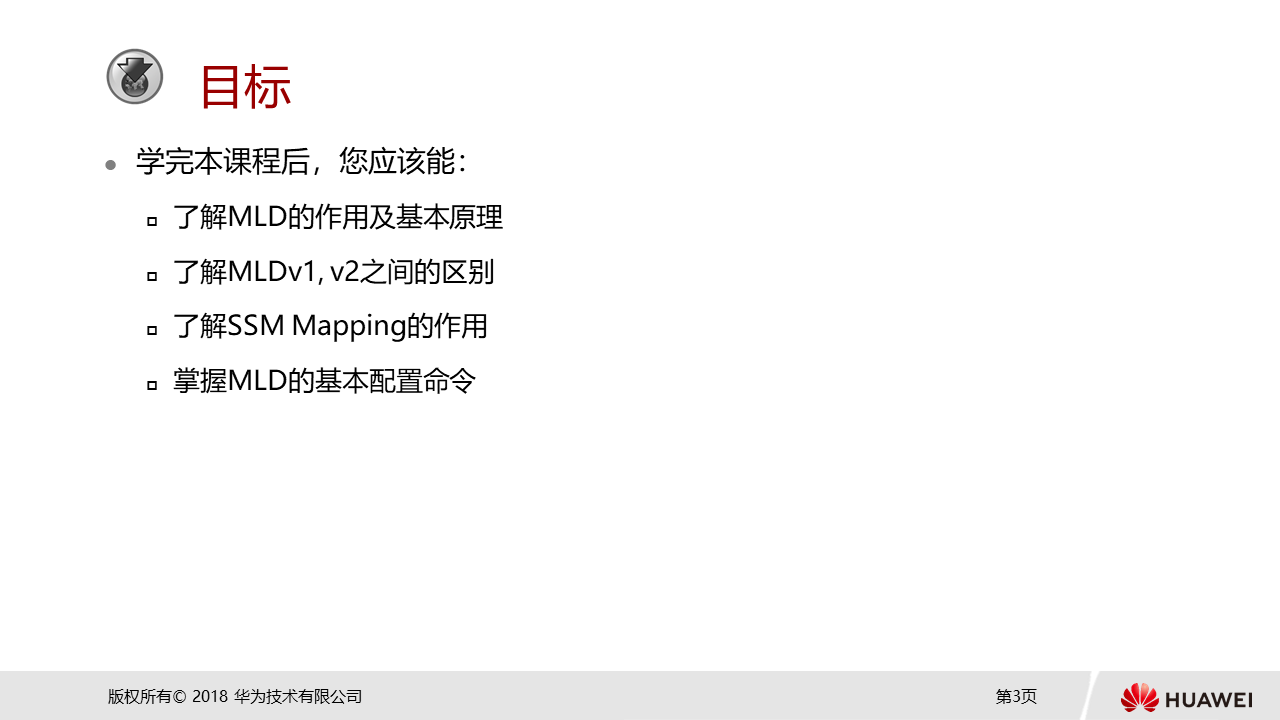 目标
学完本课程后，您应该能：
了解MLD的作用及基本原理
了解MLDv1, v2之间的区别
了解SSM Mapping的作用
掌握MLD的基本配置命令
版权所有© 2018 华为技术有限公司
第3页
HUAWEI